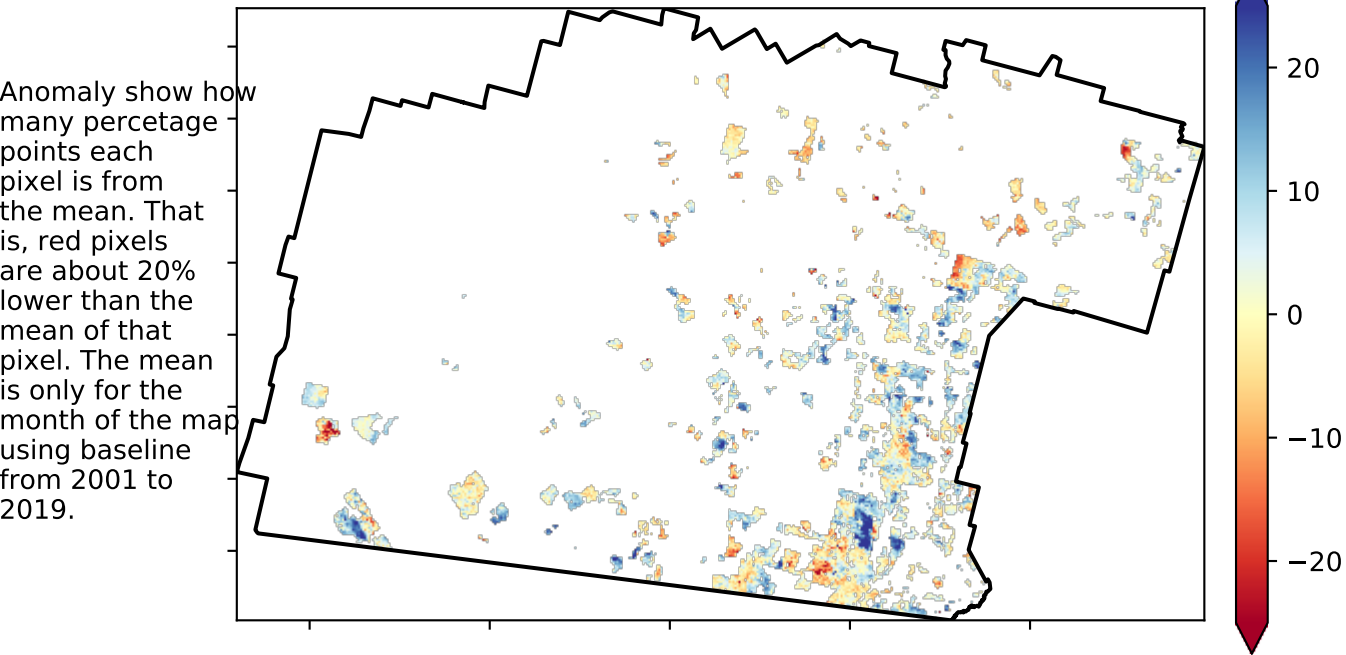 Anomaly show how
many percetage
points each
pixel is from
the mean. That
is, red pixels
are about 20%
lower than the
mean of that
pixel. The mean
is only for the
month of the map
using baseline
from 2001 to
2019.
20
10
0
−10
−20